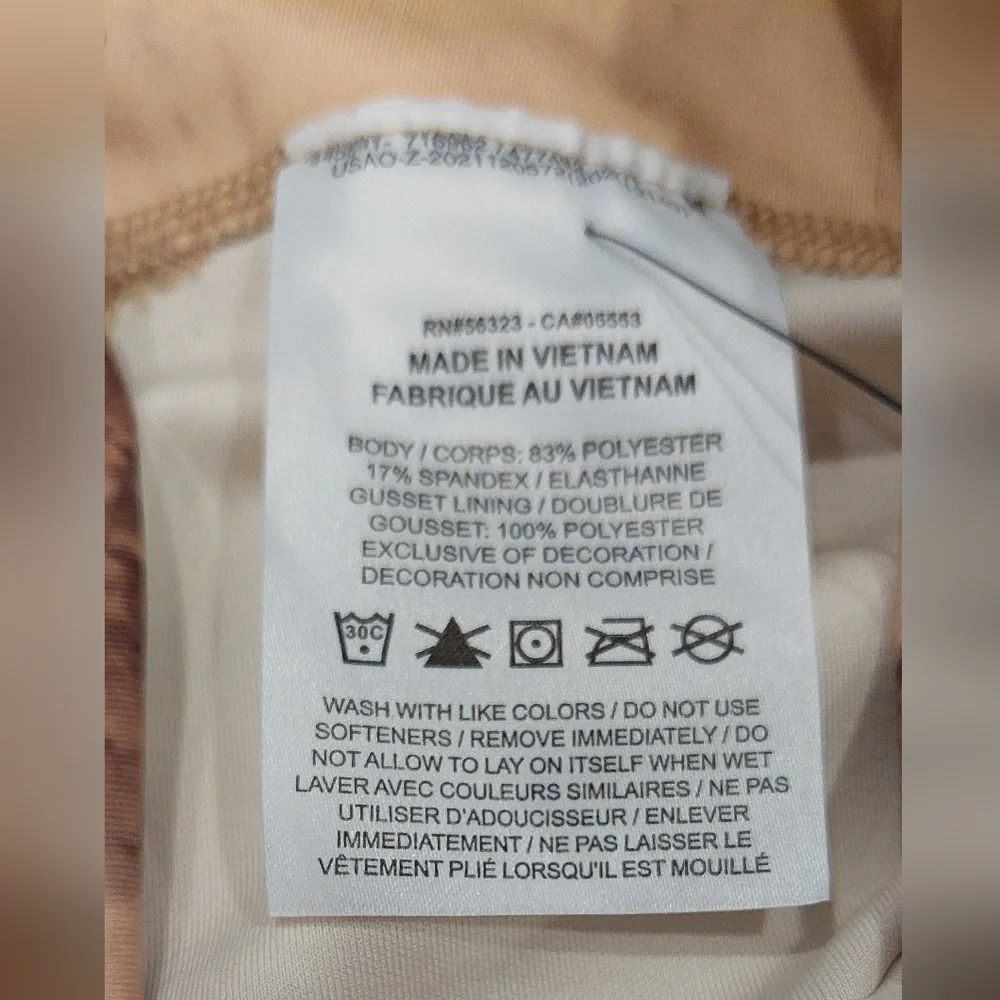 RN#56323 - CA#05553
MADE IN VIETNAM
FABRIQUE AU VIETNAM
BODY / CORPS: 83% POLYESTER
17% SPANDEX / ELASTHANNE
GUSSET LINING / DOUBLURE DE
GOUSSET: 100% POLYESTER
EXCLUSIVE OF DECORATION /
DECORATION NON COMPRISE
30C
WASH WITH LIKE COLORS / DO NOT USE
SOFTENERS / REMOVE IMMEDIATELY / DO
NOT ALLOW TO LAY ON ITSELF WHEN WET
LAVER AVEC COULEURS SIMILAIRES / NE PAS
UTILISER D'ADOUCISSEUR / ENLEVER
IMMEDIATEMENT / NE PAS LAISSER LE
VÊTEMENT PLIÉ LORSQU'IL EST MOUILLÉ